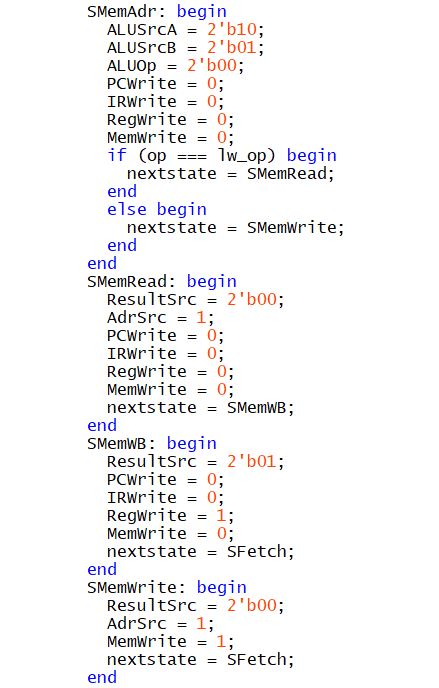 SMemAdr: begin
ALUSrcA = 2'b10;
ALUSrcB = 2'b01;
ALUOp = 2'b00;
PCWrite = 0;
IRWrite = 0;
RegWrite = 0;
MemWrite = 0;
if (op === lw_op) begin
nextstate = SMemRead;
end
else begin
nextstate = SMemWrite;
end
end
SMemRead: begin
ResultSrc = 2'b00;
AdrSrc = 1;
PCWrite = 0;
IRWrite = 0;
RegWrite = 0;
MemWrite = 0;
nextstate = SMemWB;
end
SMemWB: begin
ResultSrc = 2'b01;
PCWrite = 0;
IRWrite = 0;
RegWrite = 1;
MemWrite = 0;
nextstate = SFetch;
end
SMemWrite: begin
ResultSrc = 2'b00;
AdrSrc = 1;
MemWrite = 1;
nextstate = SFetch;
end